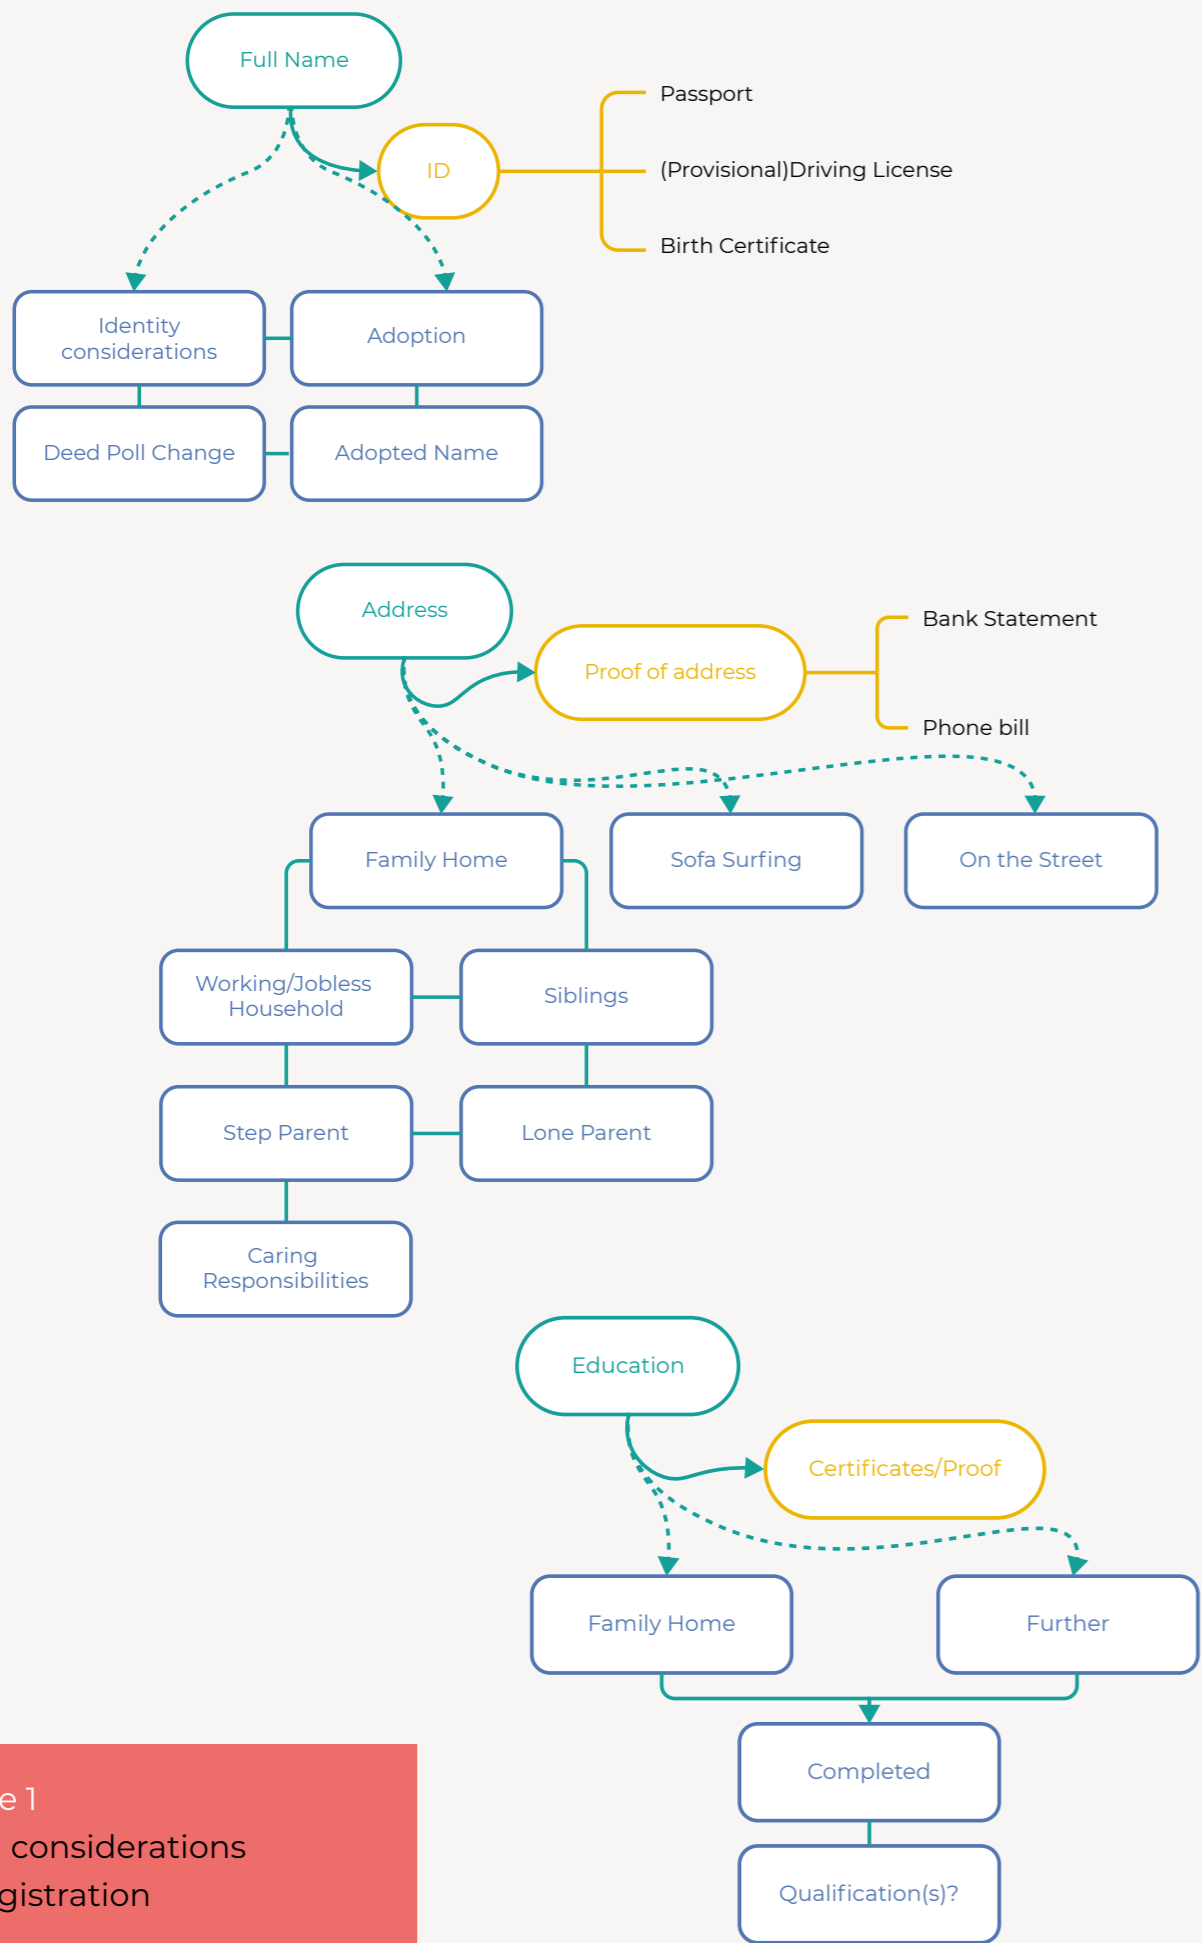 Full Name
Passport
ID
(Provisional)Driving License
Birth Certificate
Identity
considerations
Adoption
Deed Poll Change
Adopted Name
Address
Bank Statement
Proof of address
Phone bill
Family Home
Sofa Surfing
On the Street
Working/Jobless
Household
Siblings
Step Parent
Lone Parent
Caring
Responsibilities
Education
Certificates/Proof
Family Home
Further
Completed
Qualification(s)?
1
considerations